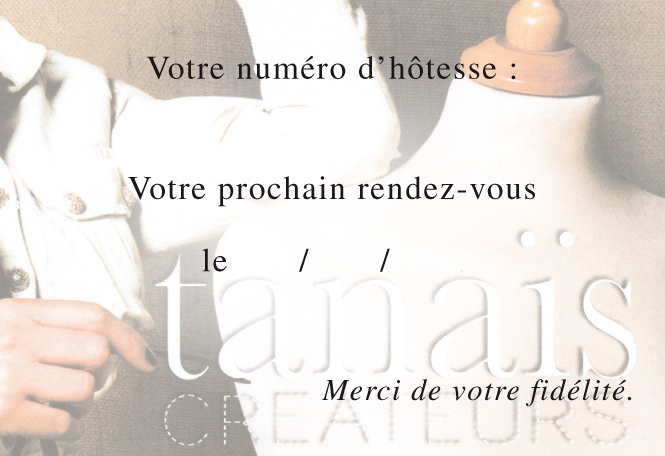 Votre numéro d’hôtesse :
Votre prochain rendez-vous
le / /
tanaïs
Merci de votre fidélité.
CREATEURS